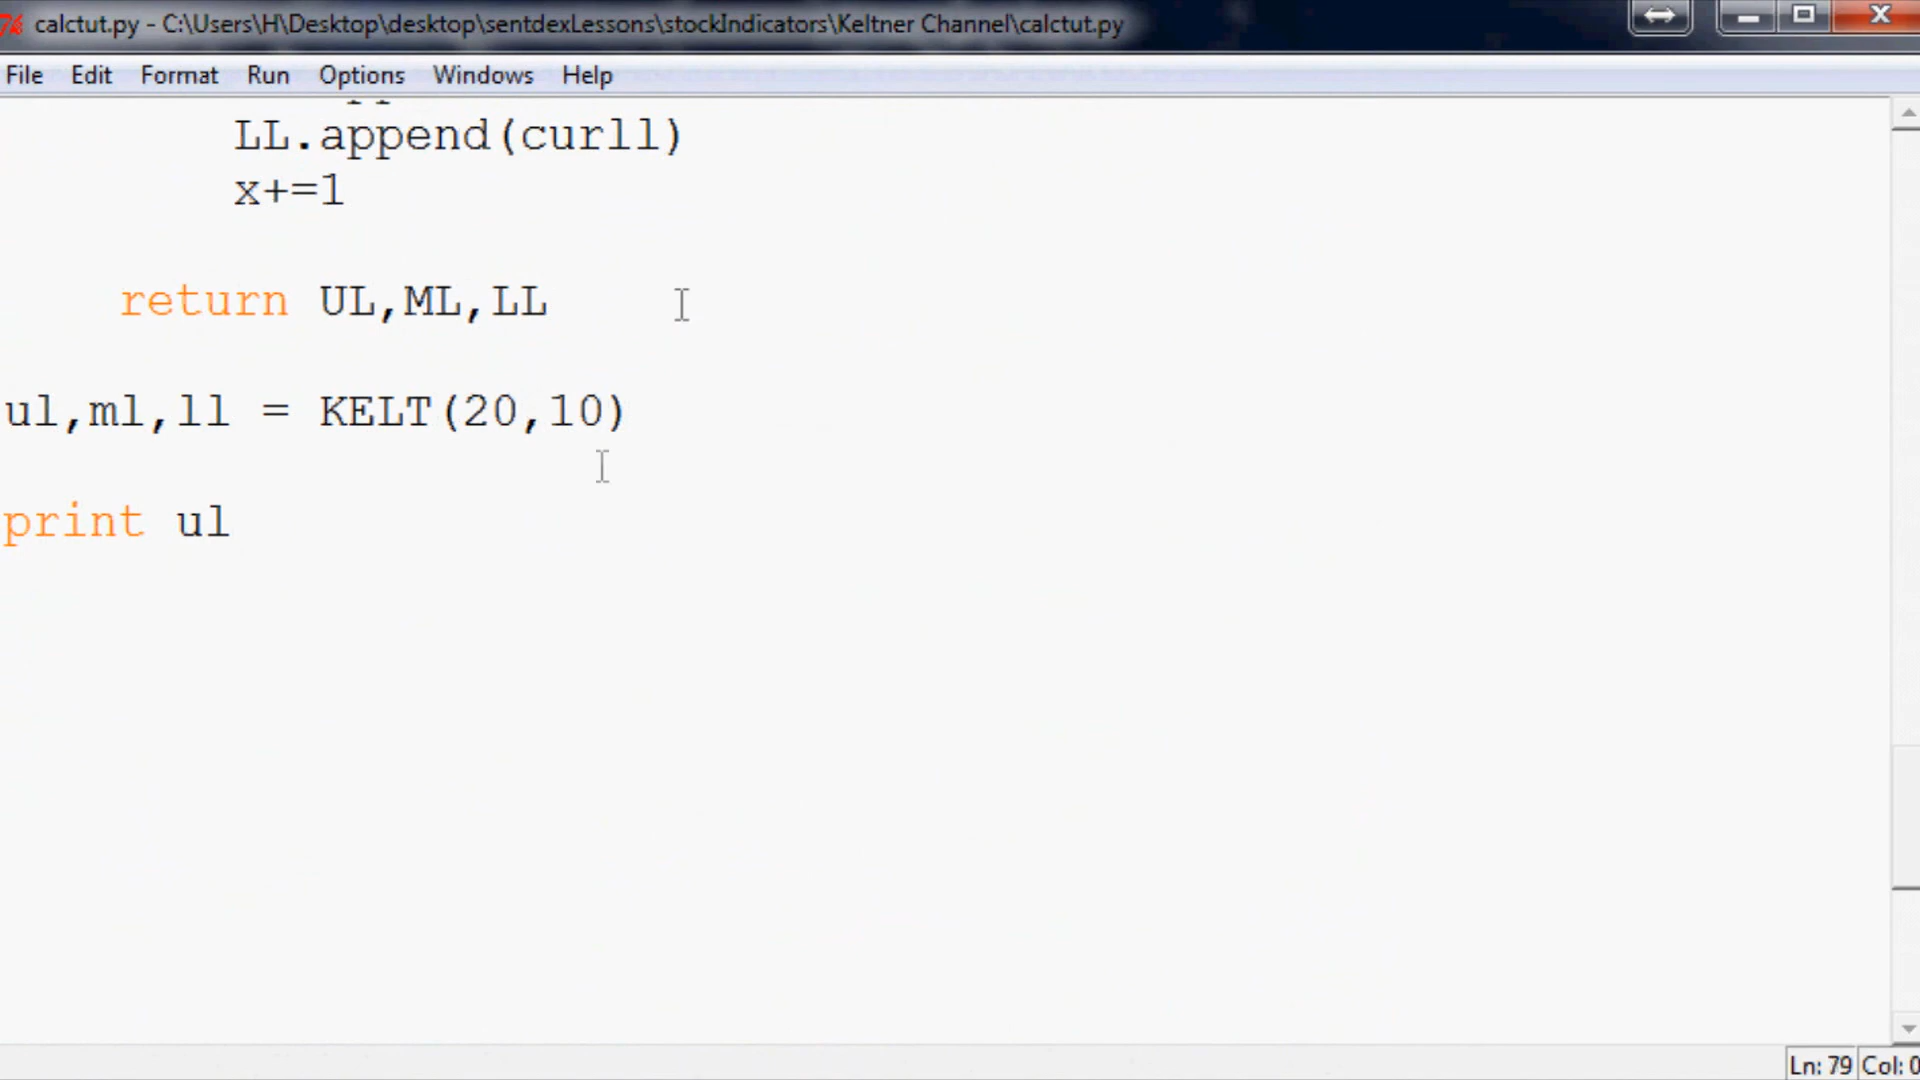 calctut.py - C:\Users\H\Desktop\desktop\sentdexLessons\stockIndicators\Keltner Channel\calctut.py
File Edit Format Run Options Windows Help
LL.append(curll)
x+=1
return UL,ML,LL
ul,ml,ll = KELT(20,10)
print ul
Ln: 79 Col: 0